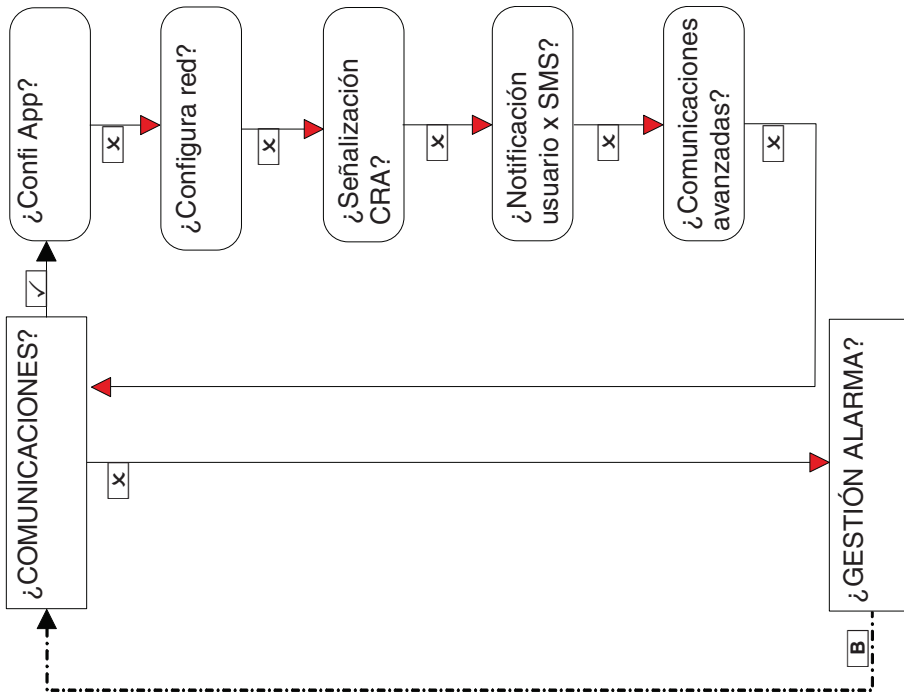 ¿COMUNICACIONES?
✓
¿Confi App?
x
¿Configura red?
x
¿Señalización
CRA?
x
¿Notificación
usuario x SMS?
x
¿Comunicaciones
avanzadas?
x
x
¿GESTIÓN ALARMA?
B